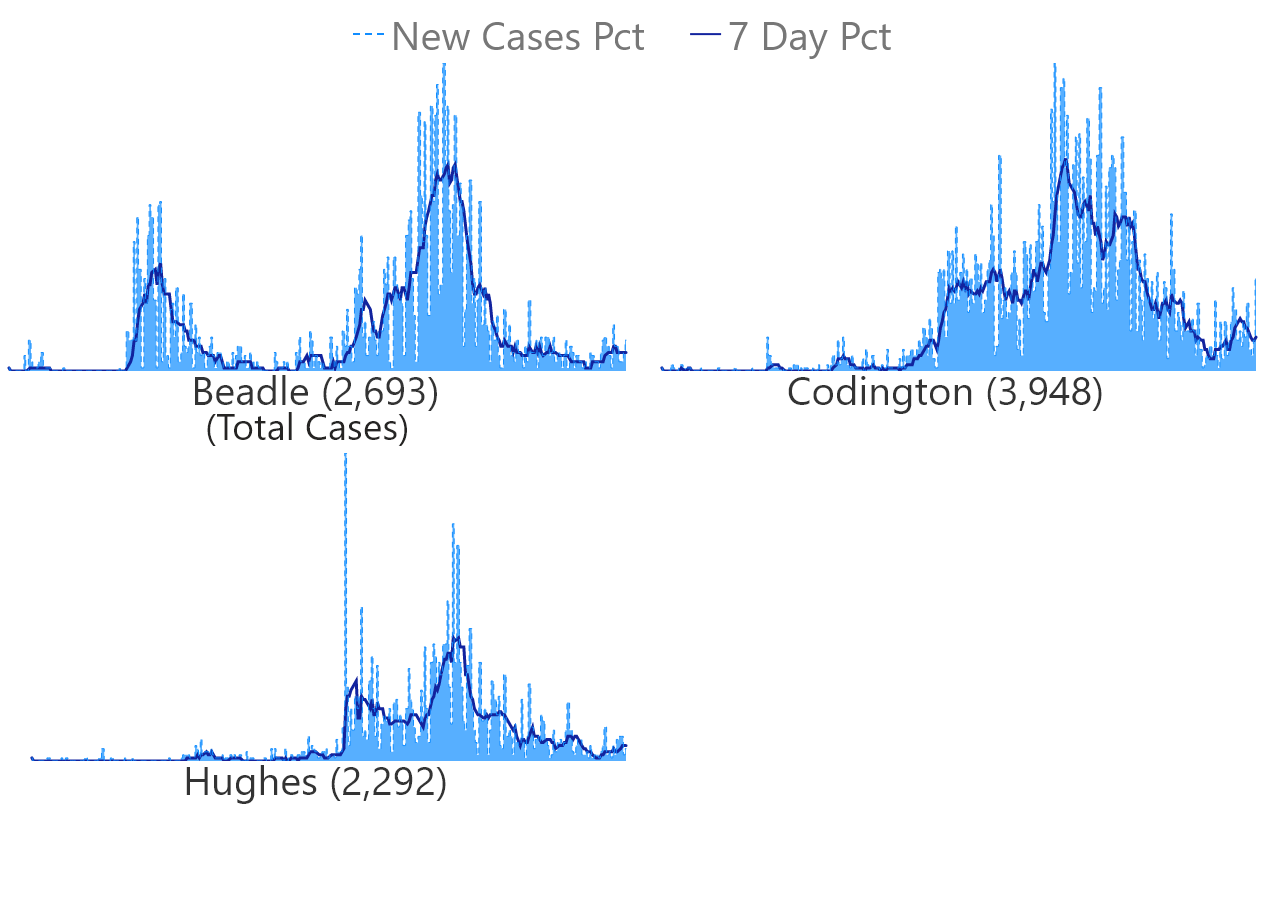 New Cases Pct 7 Day Pct
Beadle (2,693)
(Total Cases)
Codington (3,948)
Hughes (2,292)